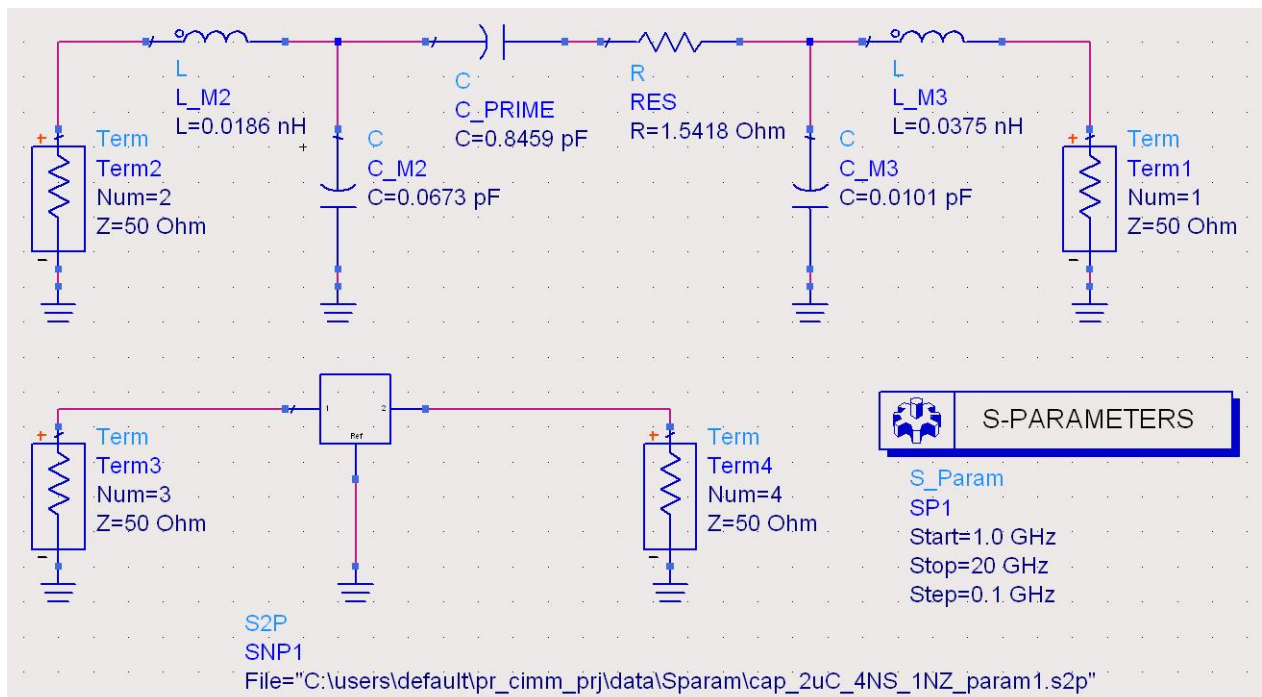 L
L_M2
L=0.0186 nH
C
C_PRIME
C=0.8459 pF
R
RES
R=1.5418 Ohm
L
L_M3
L=0.0375 nH
+
Term
Term2
Num=2
Z=50 Ohm
-
C
C_M2
C=0.0673 pF
C
C_M3
C=0.0101 pF
+
Term
Term1
Num=1
Z=50 Ohm
-
1
2
Ref
+
Term
Term3
Num=3
Z=50 Ohm
-
+
Term
Term4
Num=4
Z=50 Ohm
-
S-PARAMETERS
S_Param
SP1
Start=1.0 GHz
Stop=20 GHz
Step=0.1 GHz
S2P
SNP1
File="C:\users\default\pr_cimm_prj\data\Sparam\cap_2uC_4NS_1NZ_param1.s2p"